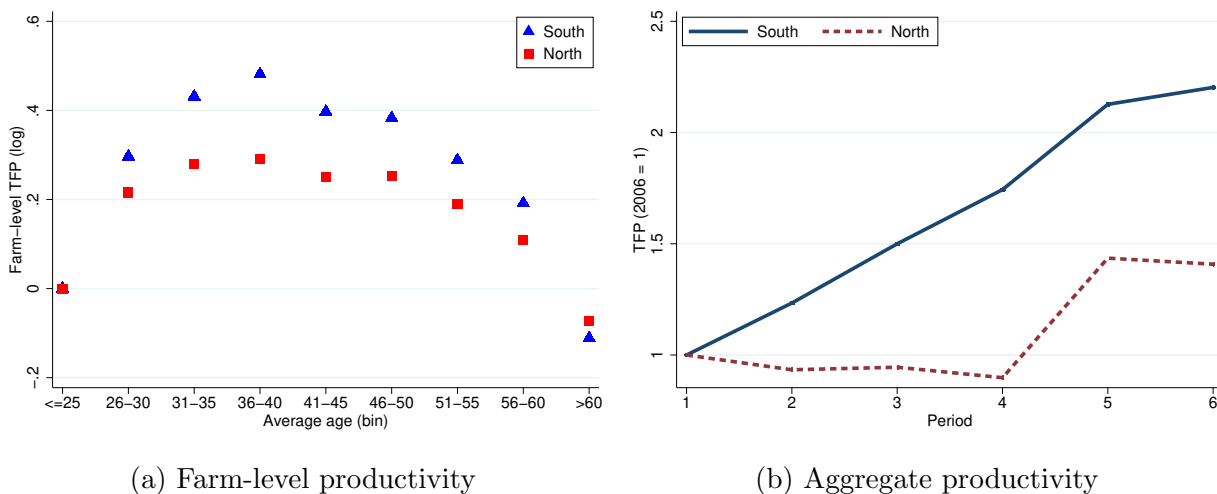 .6
.4
.2
0
-.2
Farm-level TFP (log)
South
North
<=25 26-30 31-35 36-40 41-45 46-50 51-55 56-60 >60
Average age (bin)
(a) Farm-level productivity
2.5
2
1.5
1
TFP (2006 = 1)
South North
1 2 3 4 5 6
Period
(b) Aggregate productivity